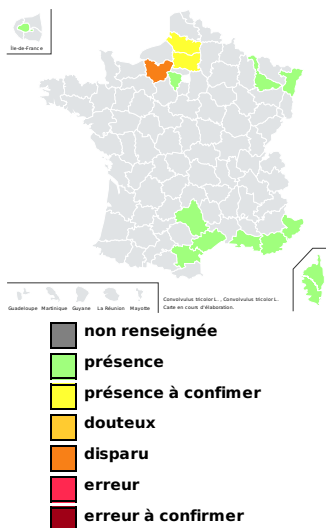 Île-de-France
Guadeloupe Martinique Guyane La Réunion Mayotte
Convolvulus tricolor L. , Convolvulus tricolor L.
Carte en cours d'élaboration.
non renseignée
présence
présence à confimer
douteux
disparu
erreur
erreur à confirmer